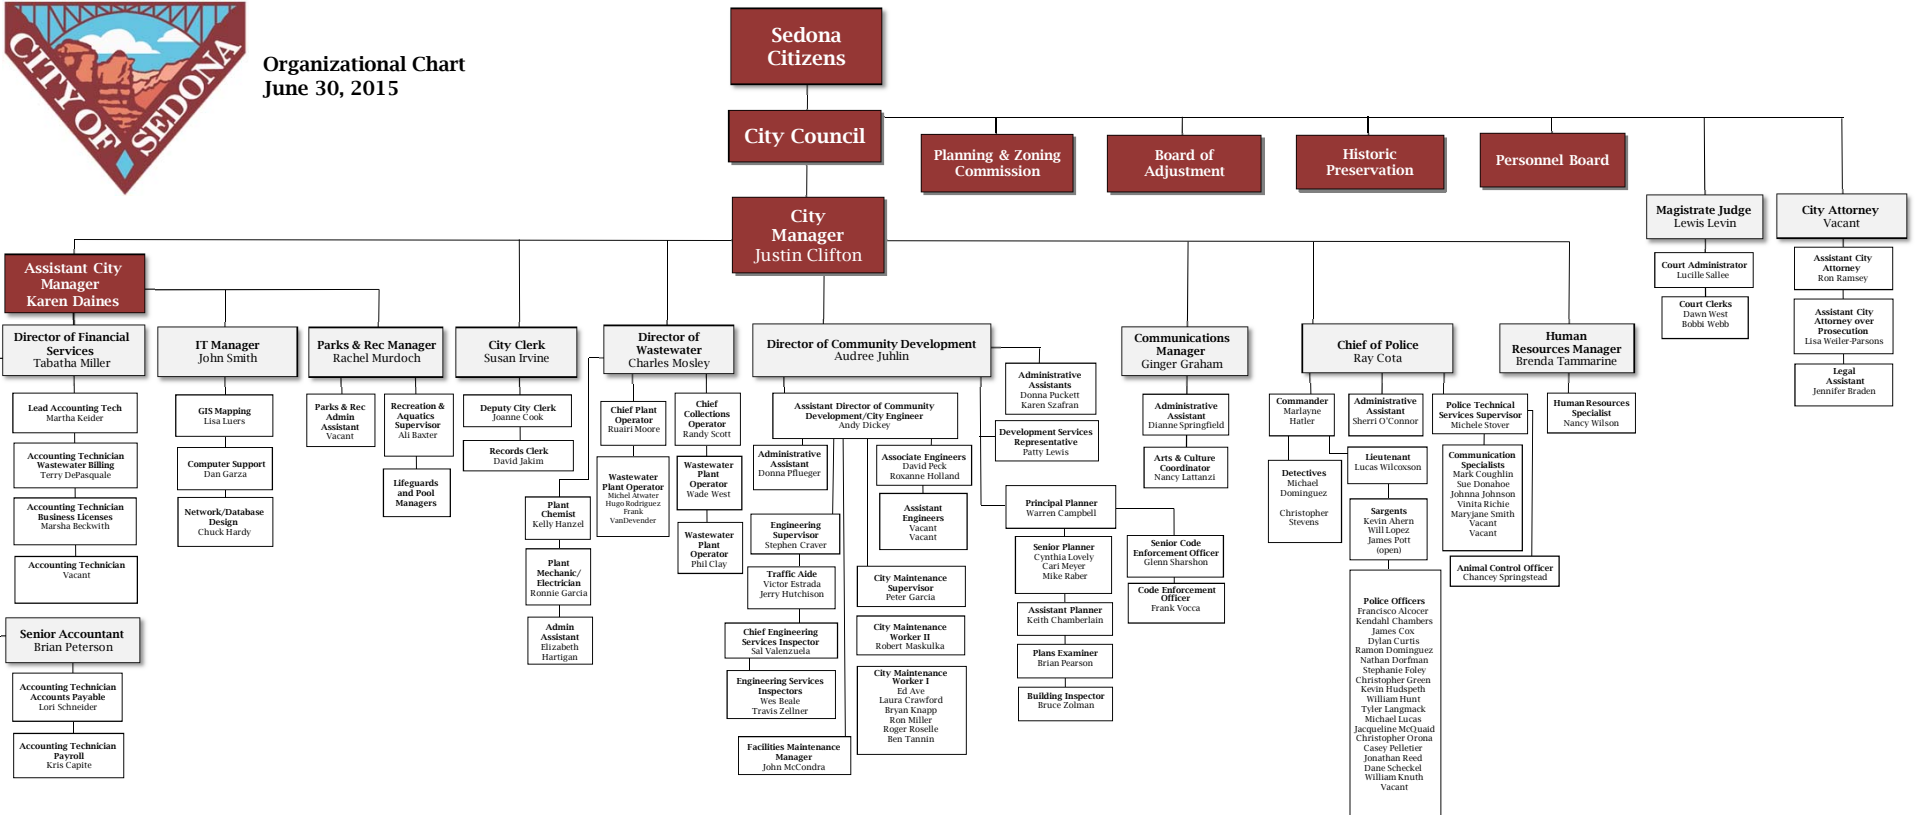 CITY OF SEDONA
Organizational Chart
June 30, 2015
Sedona
Citizens
City Council
Planning & Zoning
Commission
Board of
Adjustment
Historic
Preservation
Personnel Board
City
Manager
Justin Clifton
Magistrate Judge
Lewis Levin
City Attorney
Vacant
Court Administrator
Lucille Sallee
Court Clerks
Dawn West
Bobbi Webb
Assistant City
Attorney
Ron Ramsey
Assistant City
Attorney over
Prosecution
Lisa Weiler-Parsons
Legal
Assistant
Jennifer Braden
Assistant City
Manager
Karen Daines
Director of Financial
Services
Tabatha Miller
Lead Accounting Tech
Martha Keider
Accounting Technician
Wastewater Billing
Terry DePasquale
Accounting Technician
Business Licenses
Marsha Beckwith
Accounting Technician
Vacant
Senior Accountant
Brian Peterson
Accounting Technician
Accounts Payable
Lori Schneider
Accounting Technician
Payroll
Kris Capite
IT Manager
John Smith
GIS Mapping
Lisa Luers
Computer Support
Dan Garza
Network/Database
Design
Chuck Hardy
Parks & Rec Manager
Rachel Murdoch
Parks & Rec
Admin
Assistant
Vacant
Recreation &
Aquatics
Supervisor
Ali Baxter
Lifeguards
and Pool
Managers
City Clerk
Susan Irvine
Deputy City Clerk
Joanne Cook
Records Clerk
David Jakim
Director of
Wastewater
Charles Mosley
Chief Plant
Operator
Ruairi Moore
Wastewater
Plant Operator
Michel Atwater
Hugo Rodriguez
Frank
VanDevender
Chief
Collections
Operator
Randy Scott
Wastewater
Plant
Operator
Wade West
Wastewater
Plant
Operator
Phil Clay
Plant
Chemist
Kelly Hanzel
Plant
Mechanic/
Electrician
Ronnie Garcia
Admin
Assistant
Elizabeth
Hartigan
Director of Community Development
Audree Juhlin
Administrative
Assistants
Donna Puckett
Karen Szafran
Development Services
Representative
Patty Lewis
Assistant Director of Community
Development/City Engineer
Andy Dickey
Administrative
Assistant
Donna Pflueger
Associate Engineers
David Peck
Roxanne Holland
Assistant
Engineers
Vacant
Vacant
Engineering
Supervisor
Stephen Craver
Traffic Aide
Victor Estrada
Jerry Hutchison
Chief Engineering
Services Inspector
Sal Valenzuela
Engineering Services
Inspectors
Wes Beale
Travis Zellner
Facilities Maintenance
Manager
John McCondra
City Maintenance
Supervisor
Peter Garcia
City Maintenance
Worker II
Robert Maskulka
City Maintenance
Worker I
Ed Ave
Laura Crawford
Bryan Knapp
Ron Miller
Roger Roselle
Ben Tannin
Principal Planner
Warren Campbell
Senior Planner
Cynthia Lovely
Cari Meyer
Mike Raber
Assistant Planner
Keith Chamberlain
Plans Examiner
Brian Pearson
Building Inspector
Bruce Zolman
Senior Code
Enforcement Officer
Glenn Sharshon
Code Enforcement
Officer
Frank Vocca
Communications
Manager
Ginger Graham
Administrative
Assistant
Dianne Springfield
Arts & Culture
Coordinator
Nancy Lattanzi
Chief of Police
Ray Cota
Commander
Marlayne
Hatler
Detectives
Michael
Dominguez
Christopher
Stevens
Administrative
Assistant
Sherri O'Connor
Lieutenant
Lucas Wilcoxson
Sargents
Kevin Ahern
Will Lopez
James Pott
(open)
Police Officers
Francisco Alcocer
Kendahl Chambers
James Cox
Dylan Curtis
Ramon Dominguez
Nathan Dorfman
Stephanie Foley
Christopher Green
Kevin Hudspeth
William Hunt
Tyler Langmack
Michael Lucas
Jacqueline McQuaid
Christopher Orona
Casey Pelletier
Jonathan Reed
Dane Scheckel
William Knuth
Vacant
Police Technical
Services Supervisor
Michele Stover
Communication
Specialists
Mark Coughlin
Sue Donahoe
Johnna Johnson
Vinita Richie
Maryjane Smith
Vacant
Vacant
Animal Control Officer
Chancey Springstead
Human
Resources Manager
Brenda Tammarine
Human Resources
Specialist
Nancy Wilson